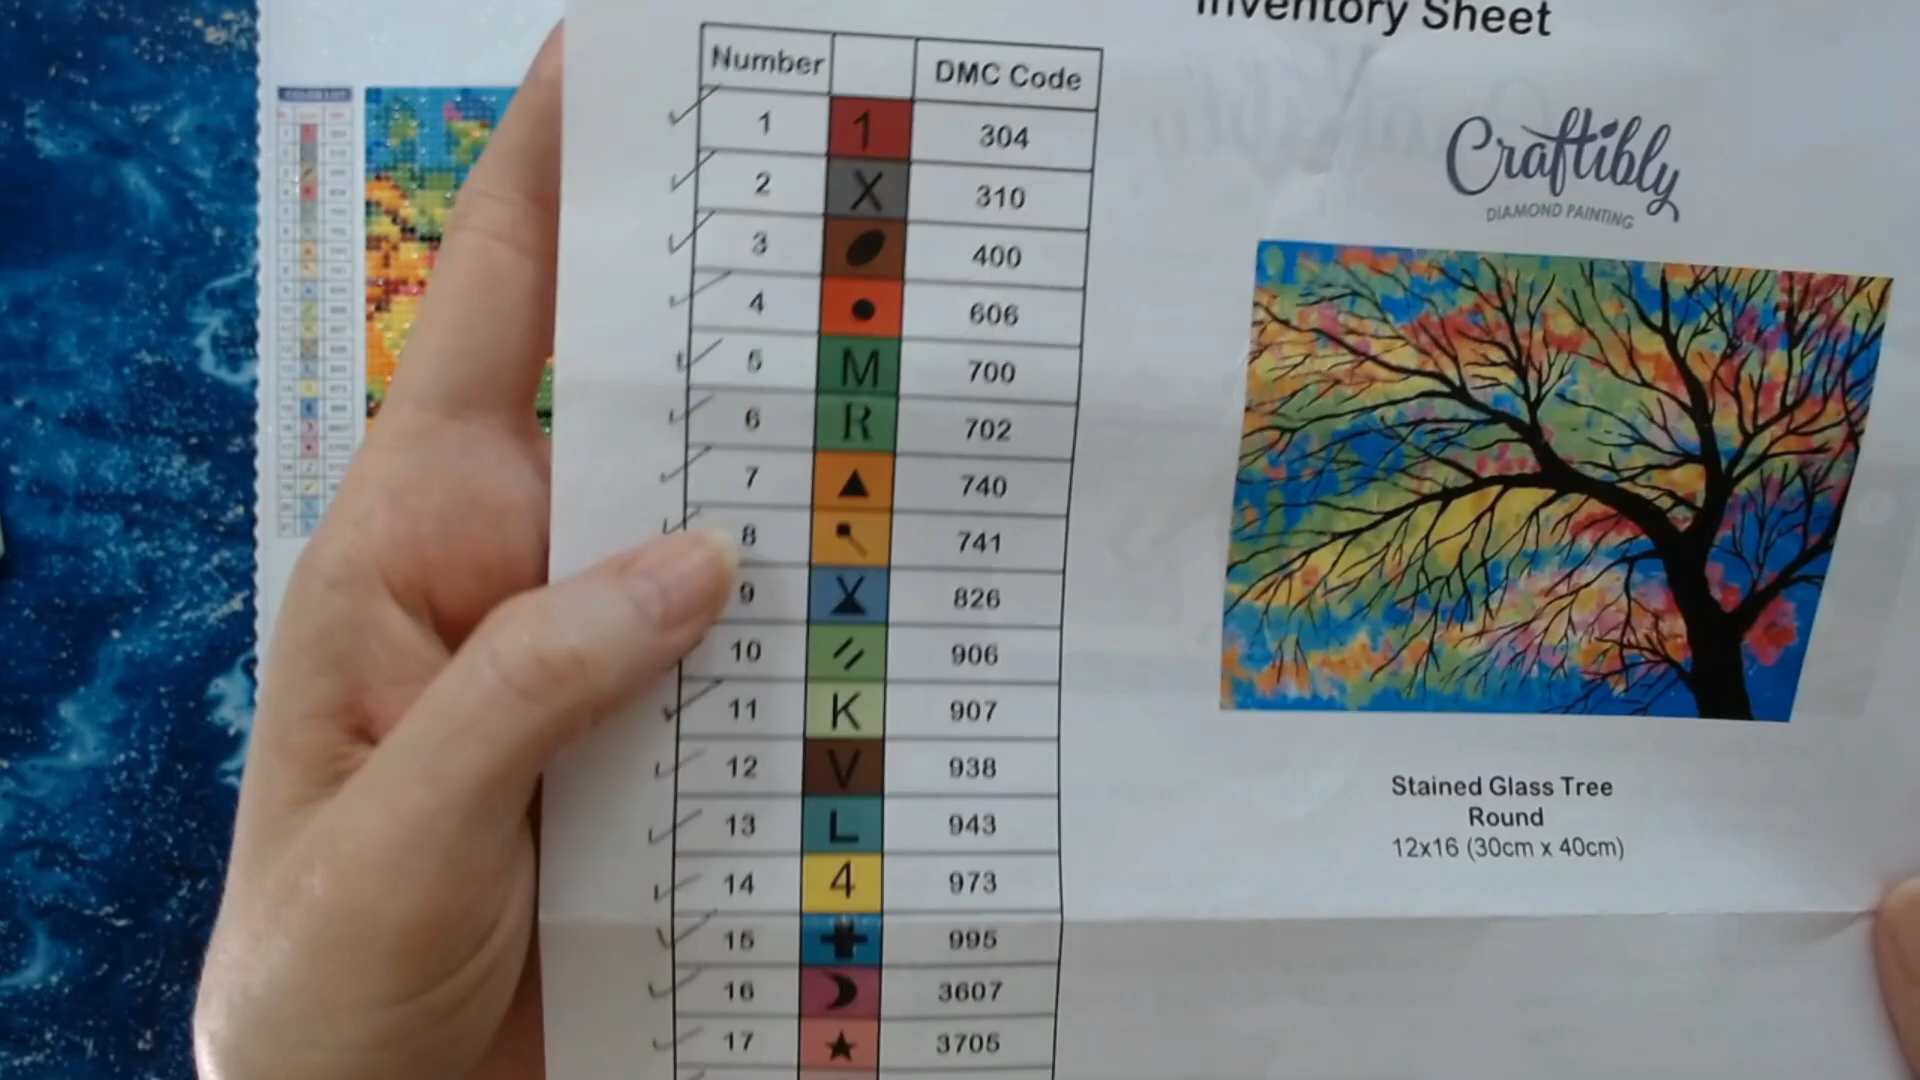 Inventory Sheet
Number DMC Code
1 1 304
2 X 310
3 400
4 606
5 M 700
6 R 702
7 740
8 741
9 826
10 906
11 K 907
12 V 938
13 L 943
14 4 973
15 995
16 3607
17 3705
Craftibly
DIAMOND PAINTING
Stained Glass Tree
Round
12x16 (30cm x 40cm)